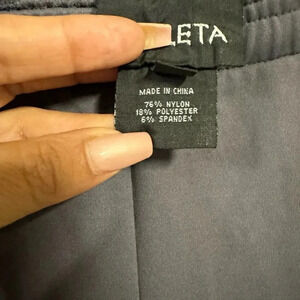 LETA
MADE IN CHINA
76% NYLON
18% POLYESTER
6% SPANDEX